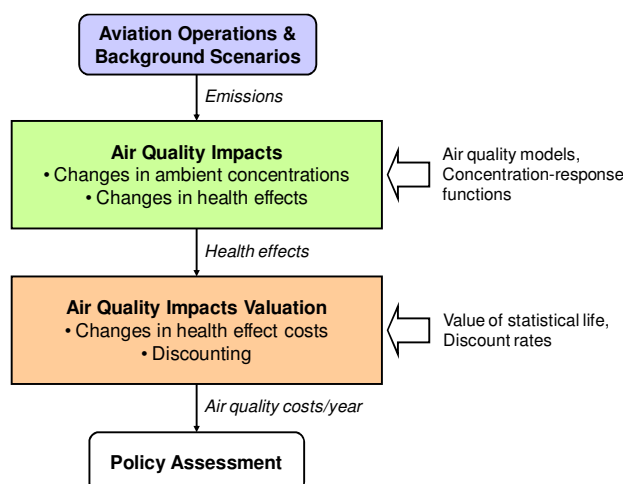 Aviation Operations &
Background Scenarios
Emissions
Air Quality Impacts
• Changes in ambient concentrations
• Changes in health effects
Air quality models,
Concentration-response
functions
Health effects
Air Quality Impacts Valuation
• Changes in health effect costs
• Discounting
Value of statistical life,
Discount rates
Air quality costs/year
Policy Assessment